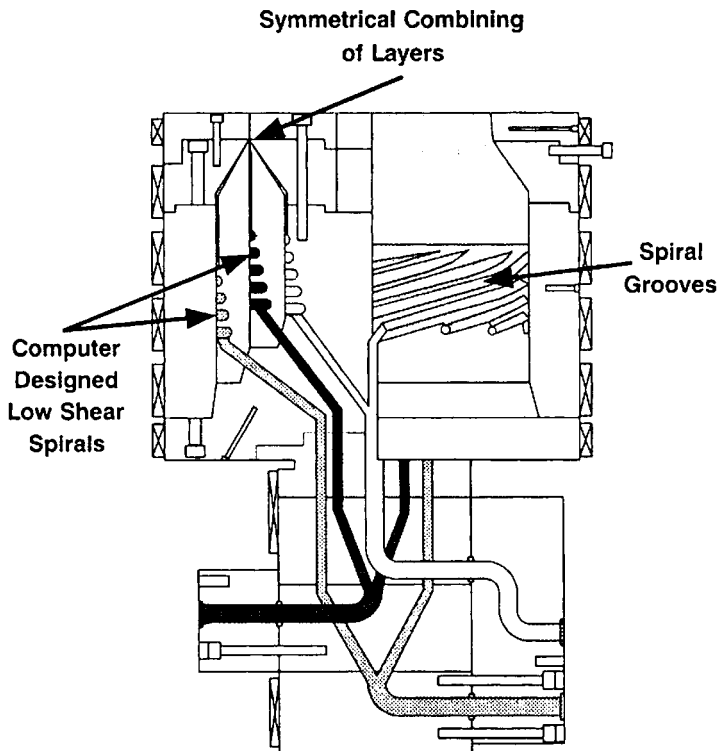 Symmetrical Combining
of Layers
Spiral
Grooves
Computer
Designed
Low Shear
Spirals